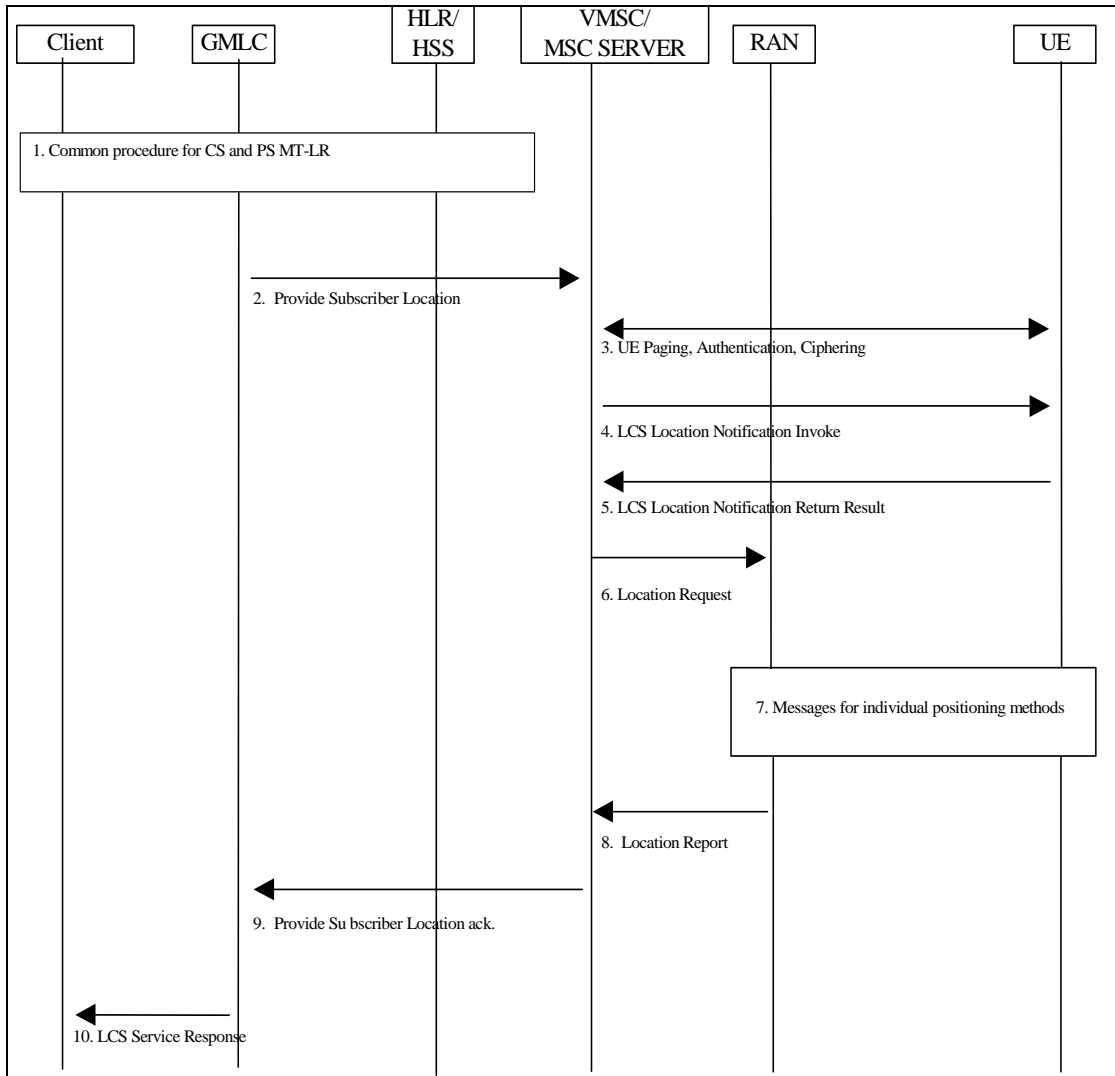 Client
GMLC
HLR/
HSS
VMSC/
MSC SERVER
RAN
UE
1. Common procedure for CS and PS MT-LR
2. Provide Subscriber Location
3. UE Paging, Authentication, Ciphering
4. LCS Location Notification Invoke
5. LCS Location Notification Return Result
6. Location Request
7. Messages for individual positioning methods
8. Location Report
9. Provide Su bscriber Location ack.
10. LCS Service Response